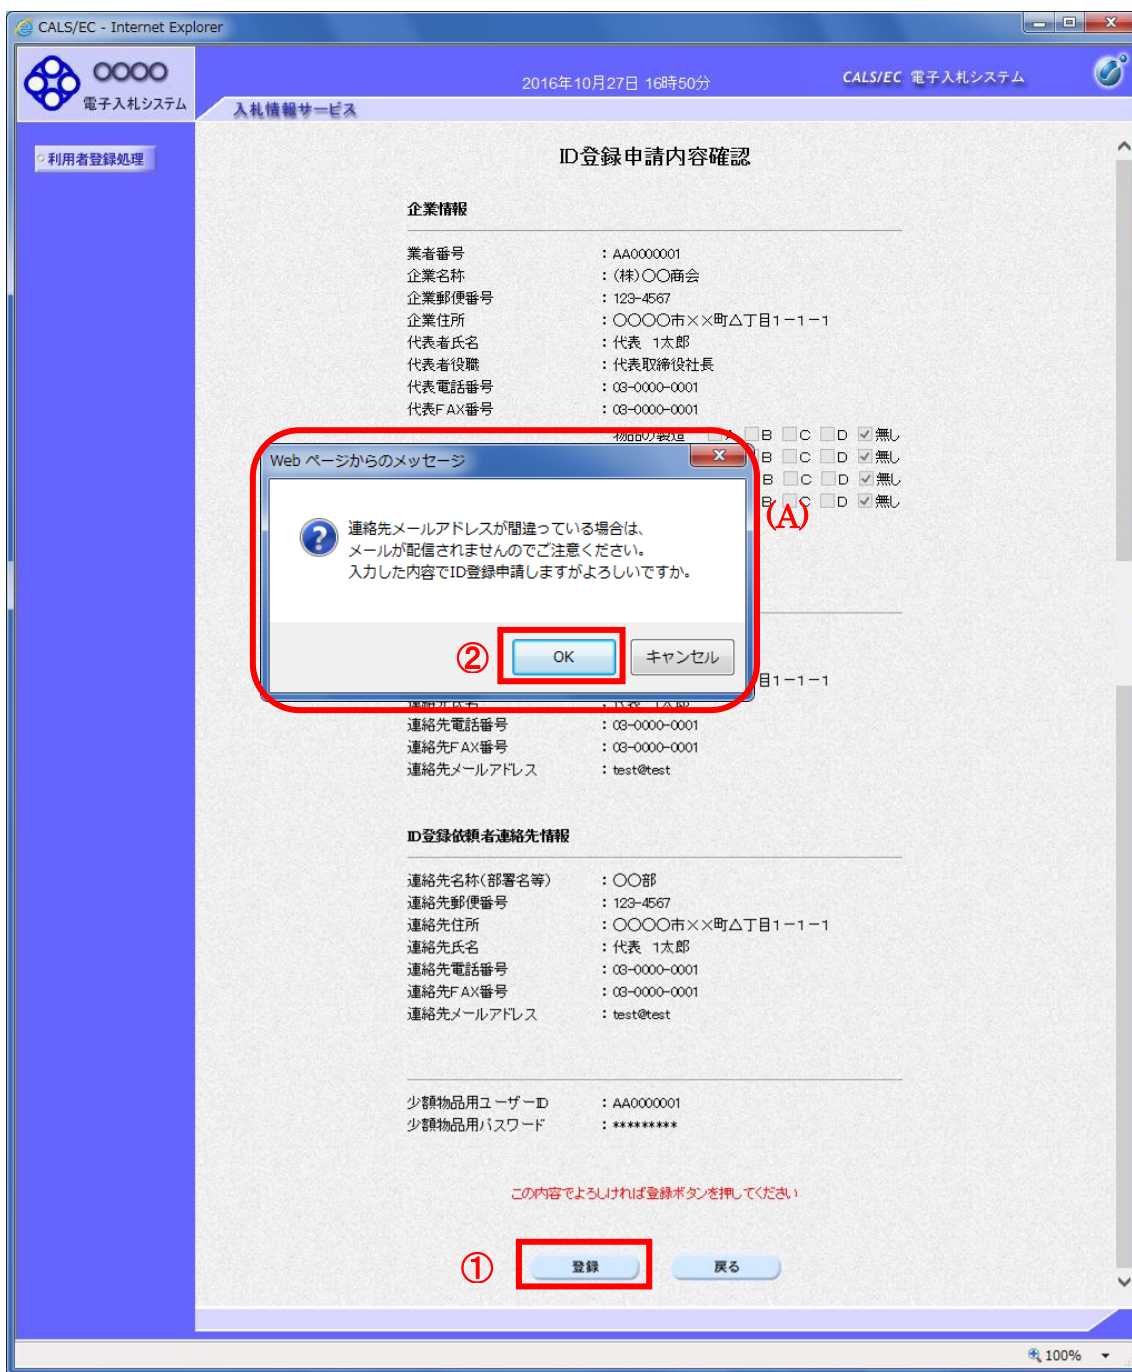 CALS/EC - Internet Explorer
○○○○
電子入札システム
2016年10月27日 16時50分
CALS/EC 電子入札システム
入札情報サービス
利用者登録処理
ID登録申請内容確認
企業情報
業者番号 : AA0000001
企業名称 : (株)○○商会
企業郵便番号 : 123-4567
企業住所 : ○○○○市××町△丁目1-1-1
代表者氏名 : 代表 1太郎
代表者役職 : 代表取締役社長
代表電話番号 : 03-0000-0001
代表FAX番号 : 03-0000-0001
物品の製造 A B C D 無し
B C D 無し
B C D 無し
B C D 無し
(A)
Web ページからのメッセージ
連絡先メールアドレスが間違っている場合は、
メールが配信されませんのでご注意ください。
入力した内容でID登録申請しますがよろしいですか。
② OK キャンセル
目1-1-1
連絡先氏名 : 代表 1太郎
連絡先電話番号 : 03-0000-0001
連絡先FAX番号 : 03-0000-0001
連絡先メールアドレス : test@test
ID登録依頼者連絡先情報
連絡先名称(部署名等) : ○○部
連絡先郵便番号 : 123-4567
連絡先住所 : ○○○○市××町△丁目1-1-1
連絡先氏名 : 代表 1太郎
連絡先電話番号 : 03-0000-0001
連絡先FAX番号 : 03-0000-0001
連絡先メールアドレス : test@test
少額物品用ユーザーID : AA0000001
少額物品用パスワード : *********
この内容でよろしければ登録ボタンを押してください
① 登録 戻る
100%